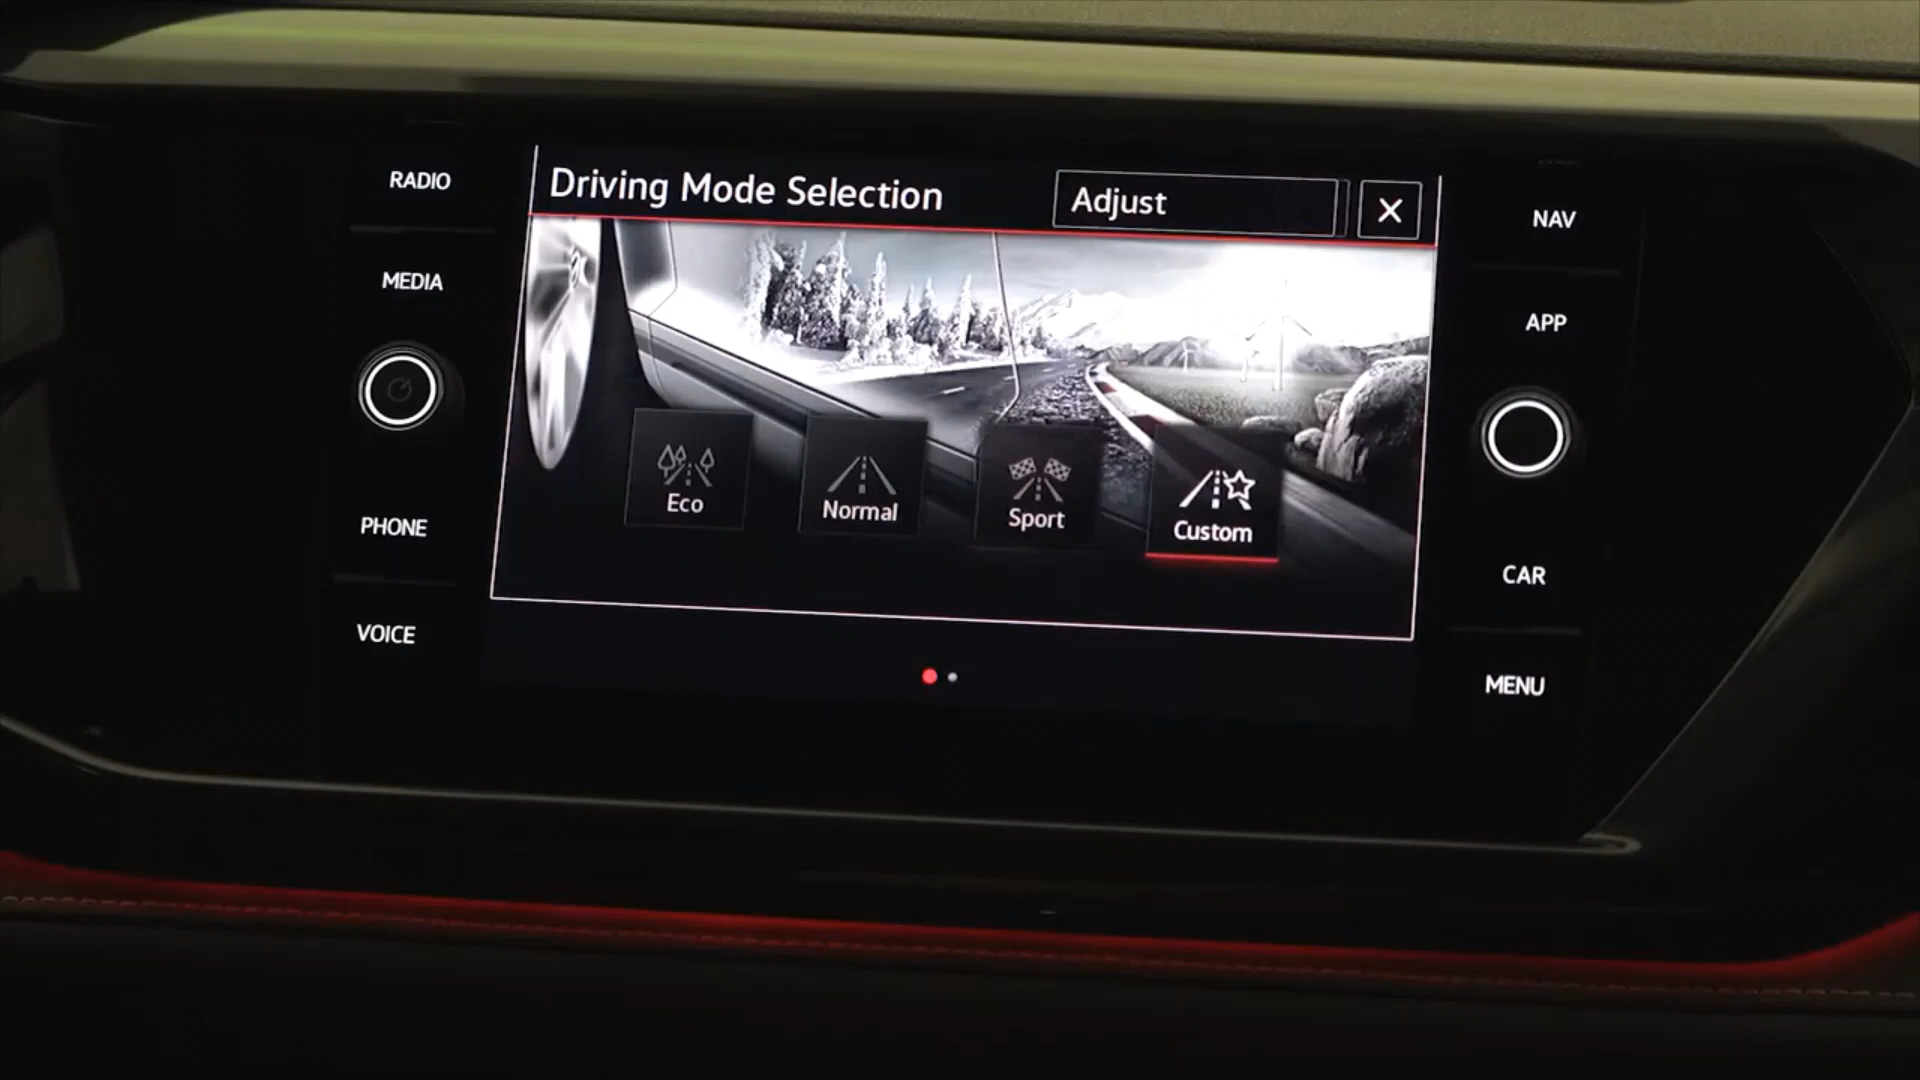 RADIO
MEDIA
PHONE
VOICE
Driving Mode Selection
Adjust
X
Eco
Normal
Sport
Custom
NAV
APP
CAR
MENU